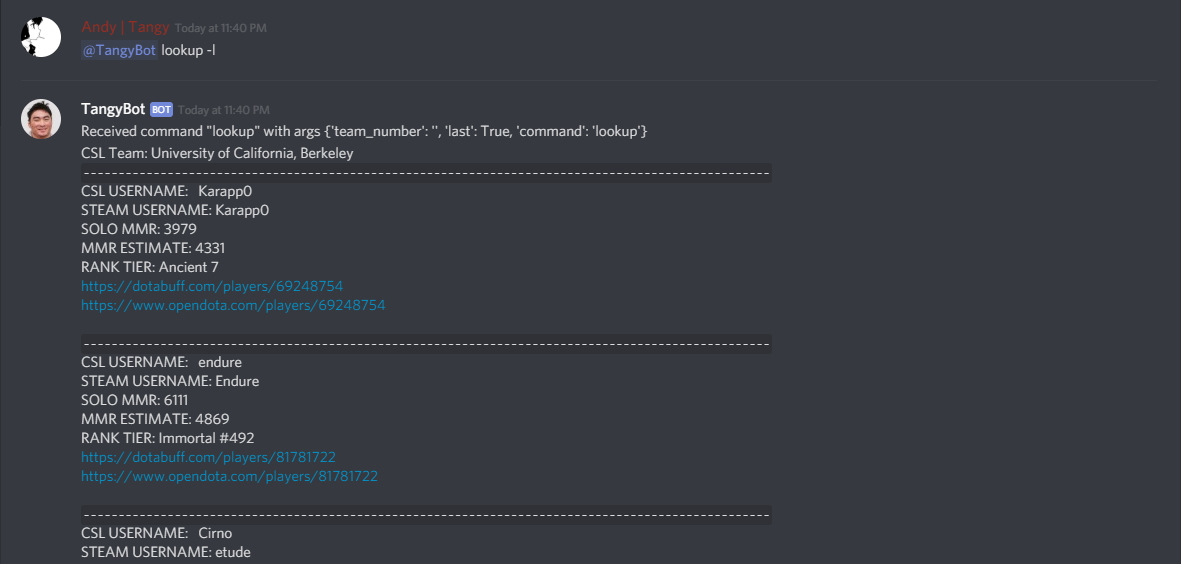 Andy | Tangy Today at 11:40 PM
@TangyBot lookup -l
TangyBot BOT Today at 11:40 PM
Received command "lookup" with args {'team_number': '', 'last': True, 'command': 'lookup'}
CSL Team: University of California, Berkeley
--------------------------------------------------------------------------------------------------
CSL USERNAME:   Karapp0
STEAM USERNAME: Karapp0
SOLO MMR: 3979
MMR ESTIMATE: 4331
RANK TIER: Ancient 7
https://dotabuff.com/players/69248754
https://www.opendota.com/players/69248754
--------------------------------------------------------------------------------------------------
CSL USERNAME:   endure
STEAM USERNAME: Endure
SOLO MMR: 6111
MMR ESTIMATE: 4869
RANK TIER: Immortal #492
https://dotabuff.com/players/81781722
https://www.opendota.com/players/81781722
--------------------------------------------------------------------------------------------------
CSL USERNAME:   Cirno
STEAM USERNAME: etude